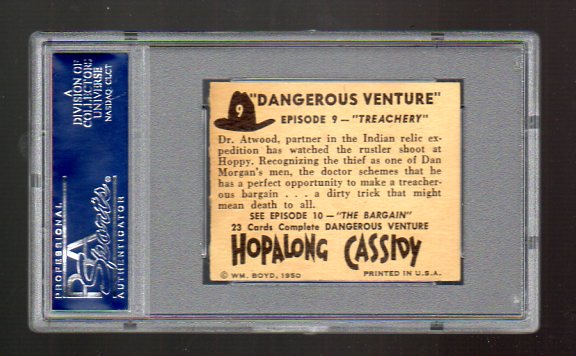 A
DIVISION OF
COLLECTORS
UNIVERSE
NASDAQ: CLCT
PROFESSIONAL
PSA
Sports
®
AUTHENTICATOR
9
"DANGEROUS VENTURE"
EPISODE 9 — "TREACHERY"
Dr. Atwood, partner in the Indian relic ex-
pedition has watched the rustler shoot at
Hoppy. Recognizing the thief as one of Dan
Morgan's men, the doctor schemes that he
has a perfect opportunity to make a treacher-
ous bargain . . . a dirty trick that might
mean death to all.
SEE EPISODE 10 — "THE BARGAIN"
23 Cards Complete DANGEROUS VENTURE
HOPALONG CASSIDY
© WM. BOYD, 1950 PRINTED IN U.S.A.